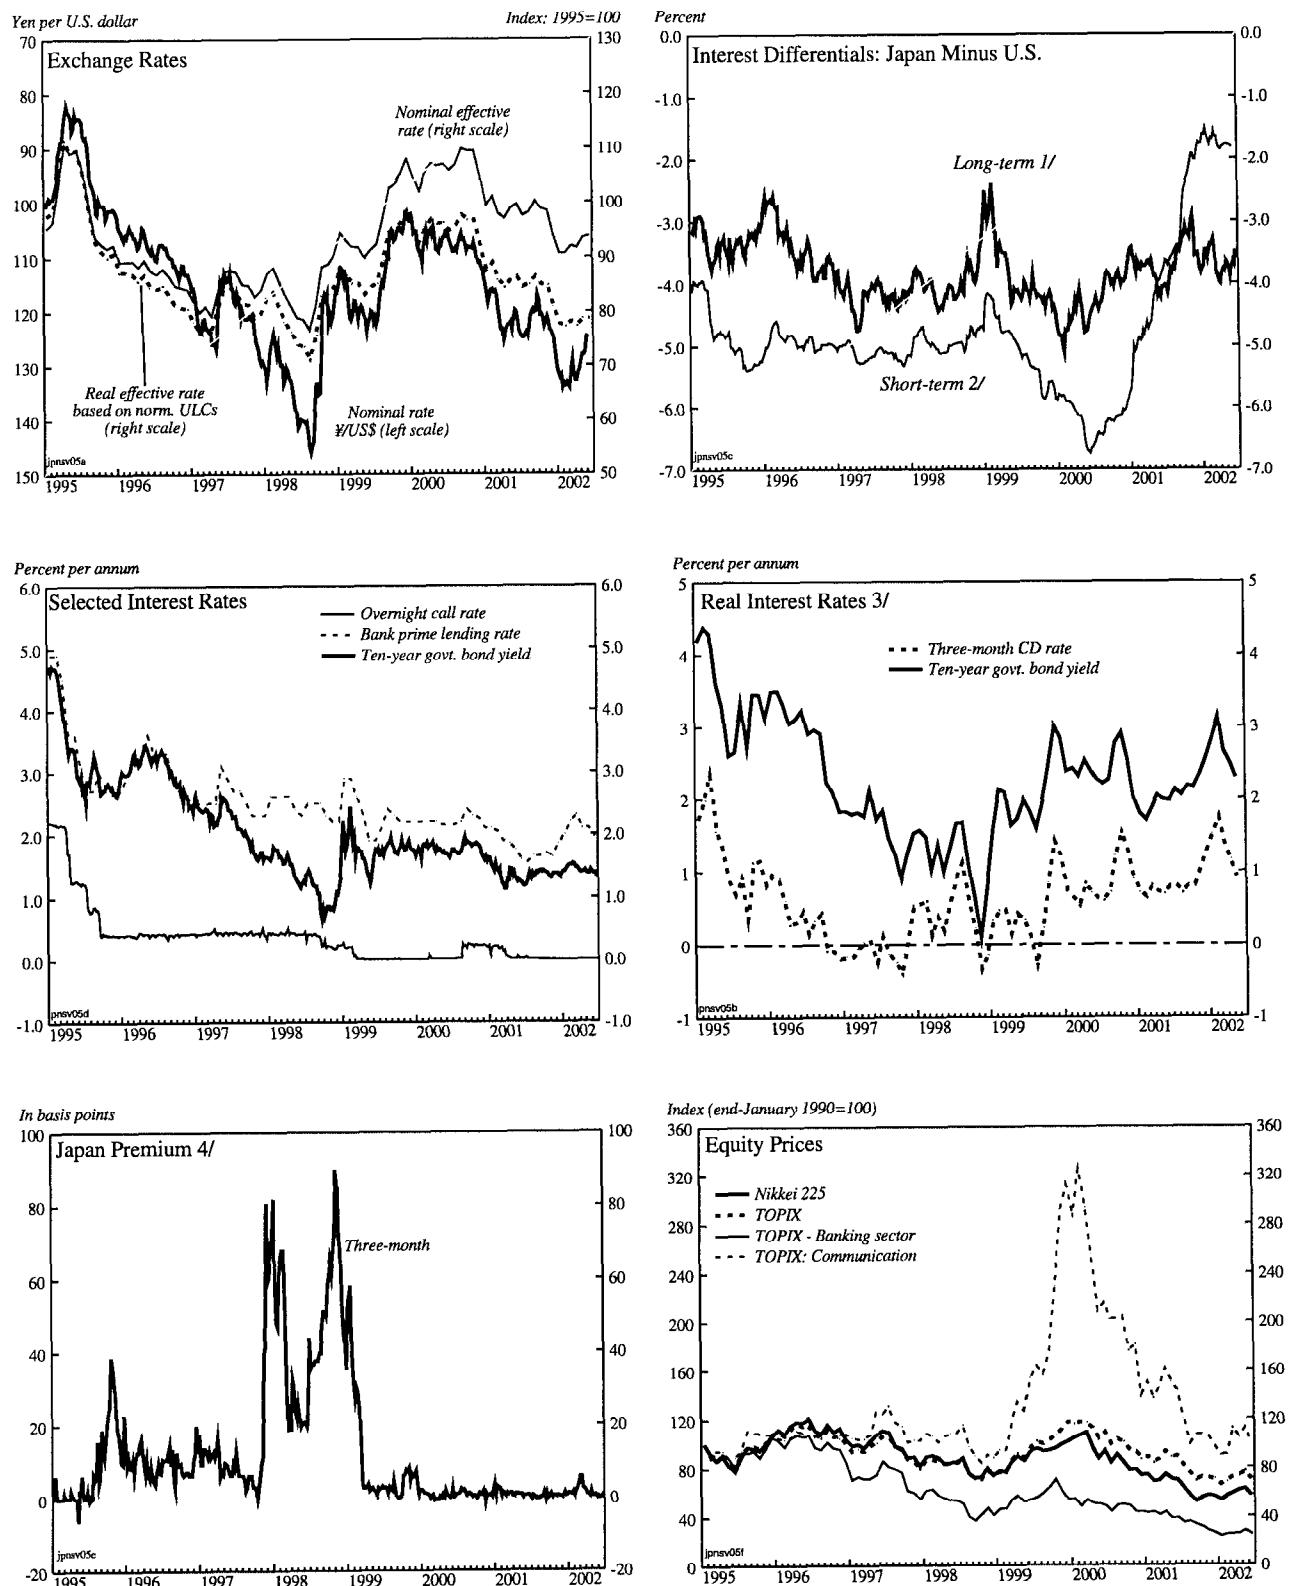 Yen per U.S. dollar
Index; 1995=100
Exchange Rates
70
80
90
100
110
120
130
140
150
130
120
110
100
90
80
70
60
50
Nominal effective
rate (right scale)
Real effective rate
based on norm. ULCs
(right scale)
Nominal rate
¥/US$ (left scale)
jpnsv05a
1995 1996 1997 1998 1999 2000 2001 2002
Percent
Interest Differentials: Japan Minus U.S.
0.0
-1.0
-2.0
-3.0
-4.0
-5.0
-6.0
-7.0
0.0
-1.0
-2.0
-3.0
-4.0
-5.0
-6.0
-7.0
Long-term 1/
Short-term 2/
jpnsv05c
1995 1996 1997 1998 1999 2000 2001 2002
Percent per annum
Selected Interest Rates
Overnight call rate
Bank prime lending rate
Ten-year govt. bond yield
6.0
5.0
4.0
3.0
2.0
1.0
0.0
-1.0
6.0
5.0
4.0
3.0
2.0
1.0
0.0
-1.0
jpnsv05d
1995 1996 1997 1998 1999 2000 2001 2002
Percent per annum
Real Interest Rates 3/
Three-month CD rate
Ten-year govt. bond yield
5
4
3
2
1
0
-1
5
4
3
2
1
0
-1
jpnsv05b
1995 1996 1997 1998 1999 2000 2001 2002
In basis points
Japan Premium 4/
100
80
60
40
20
0
-20
100
80
60
40
20
0
-20
Three-month
jpnsv05e
1995 1996 1997 1998 1999 2000 2001 2002
Index (end-January 1990=100)
Equity Prices
Nikkei 225
TOPIX
TOPIX - Banking sector
TOPIX: Communication
360
320
280
240
200
160
120
80
40
0
360
320
280
240
200
160
120
80
40
0
jpnsv05f
1995 1996 1997 1998 1999 2000 2001 2002